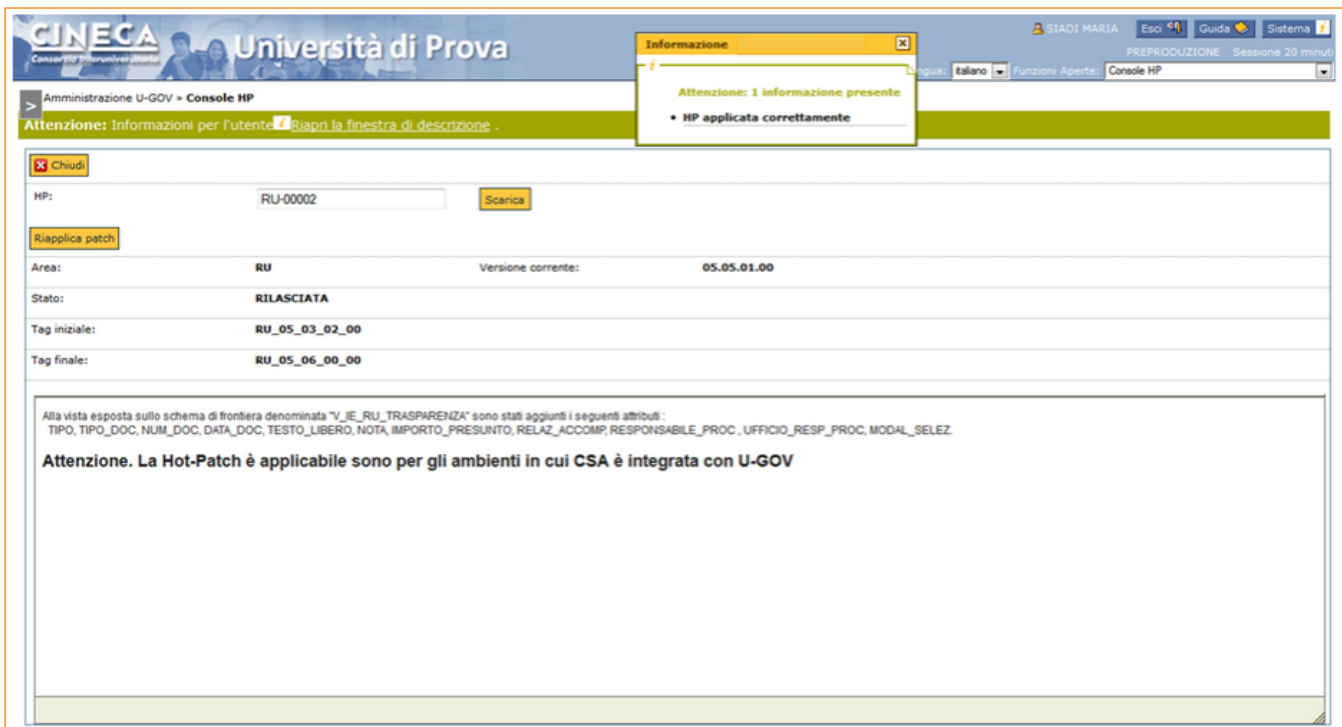 CINECA
Consorzio Interuniversitario
Università di Prova
SIADI MARIA Esci Guida Sistema
PREPRODUZIONE Sessione 20 minuti
Lingua: italiano Funzioni Aperte: Console HP
Informazione
Attenzione: 1 informazione presente
• HP applicata correttamente
> Amministrazione U-GOV » Console HP
Attenzione: Informazioni per l'utente Riapri la finestra di descrizione .
Chiudi
HP: RU-00002 Scarica
Riapplica patch
Area: RU Versione corrente: 05.05.01.00
Stato: RILASCIATA
Tag iniziale: RU_05_03_02_00
Tag finale: RU_05_06_00_00
Alla vista esposta sullo schema di frontiera denominata "V_IE_RU_TRASPARENZA" sono stati aggiunti i seguenti attributi :
TIPO, TIPO_DOC, NUM_DOC, DATA_DOC, TESTO_LIBERO, NOTA, IMPORTO_PRESUNTO, RELAZ_ACCOMP, RESPONSABILE_PROC , UFFICIO_RESP_PROC, MODAL_SELEZ.
Attenzione. La Hot-Patch è applicabile sono per gli ambienti in cui CSA è integrata con U-GOV